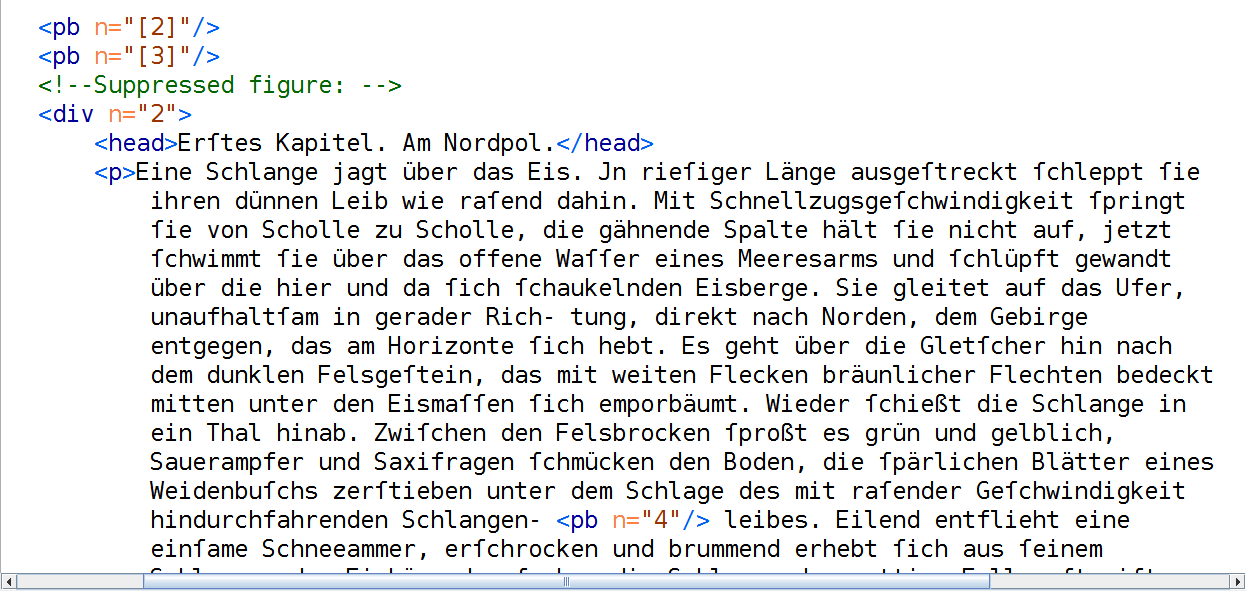 <pb n="[2]"/>
<pb n="[3]"/>
<!--Suppressed figure: -->
<div n="2">
<head>Erſtes Kapitel. Am Nordpol.</head>
<p>Eine Schlange jagt über das Eis. Jn rieſiger Länge ausgeſtreckt ſchleppt ſie
ihren dünnen Leib wie raſend dahin. Mit Schnellzugsgeſchwindigkeit ſpringt
ſie von Scholle zu Scholle, die gähnende Spalte hält ſie nicht auf, jetzt
ſchwimmt ſie über das offene Waſſer eines Meeresarms und ſchlüpft gewandt
über die hier und da ſich ſchaukelnden Eisberge. Sie gleitet auf das Ufer,
unaufhaltſam in gerader Rich- tung, direkt nach Norden, dem Gebirge
entgegen, das am Horizonte ſich hebt. Es geht über die Gletſcher hin nach
dem dunklen Felsgeſtein, das mit weiten Flecken bräunlicher Flechten bedeckt
mitten unter den Eismaſſen ſich emporbäumt. Wieder ſchießt die Schlange in
ein Thal hinab. Zwiſchen den Felsbrocken ſproßt es grün und gelblich,
Sauerampfer und Saxifragen ſchmücken den Boden, die ſpärlichen Blätter eines
Weidenbuſchs zerſtieben unter dem Schlage des mit raſender Geſchwindigkeit
hindurchfahrenden Schlangen- <pb n="4"/> leibes. Eilend entflieht eine
einſame Schneeammer, erſchrocken und brummend erhebt ſich aus ſeinem